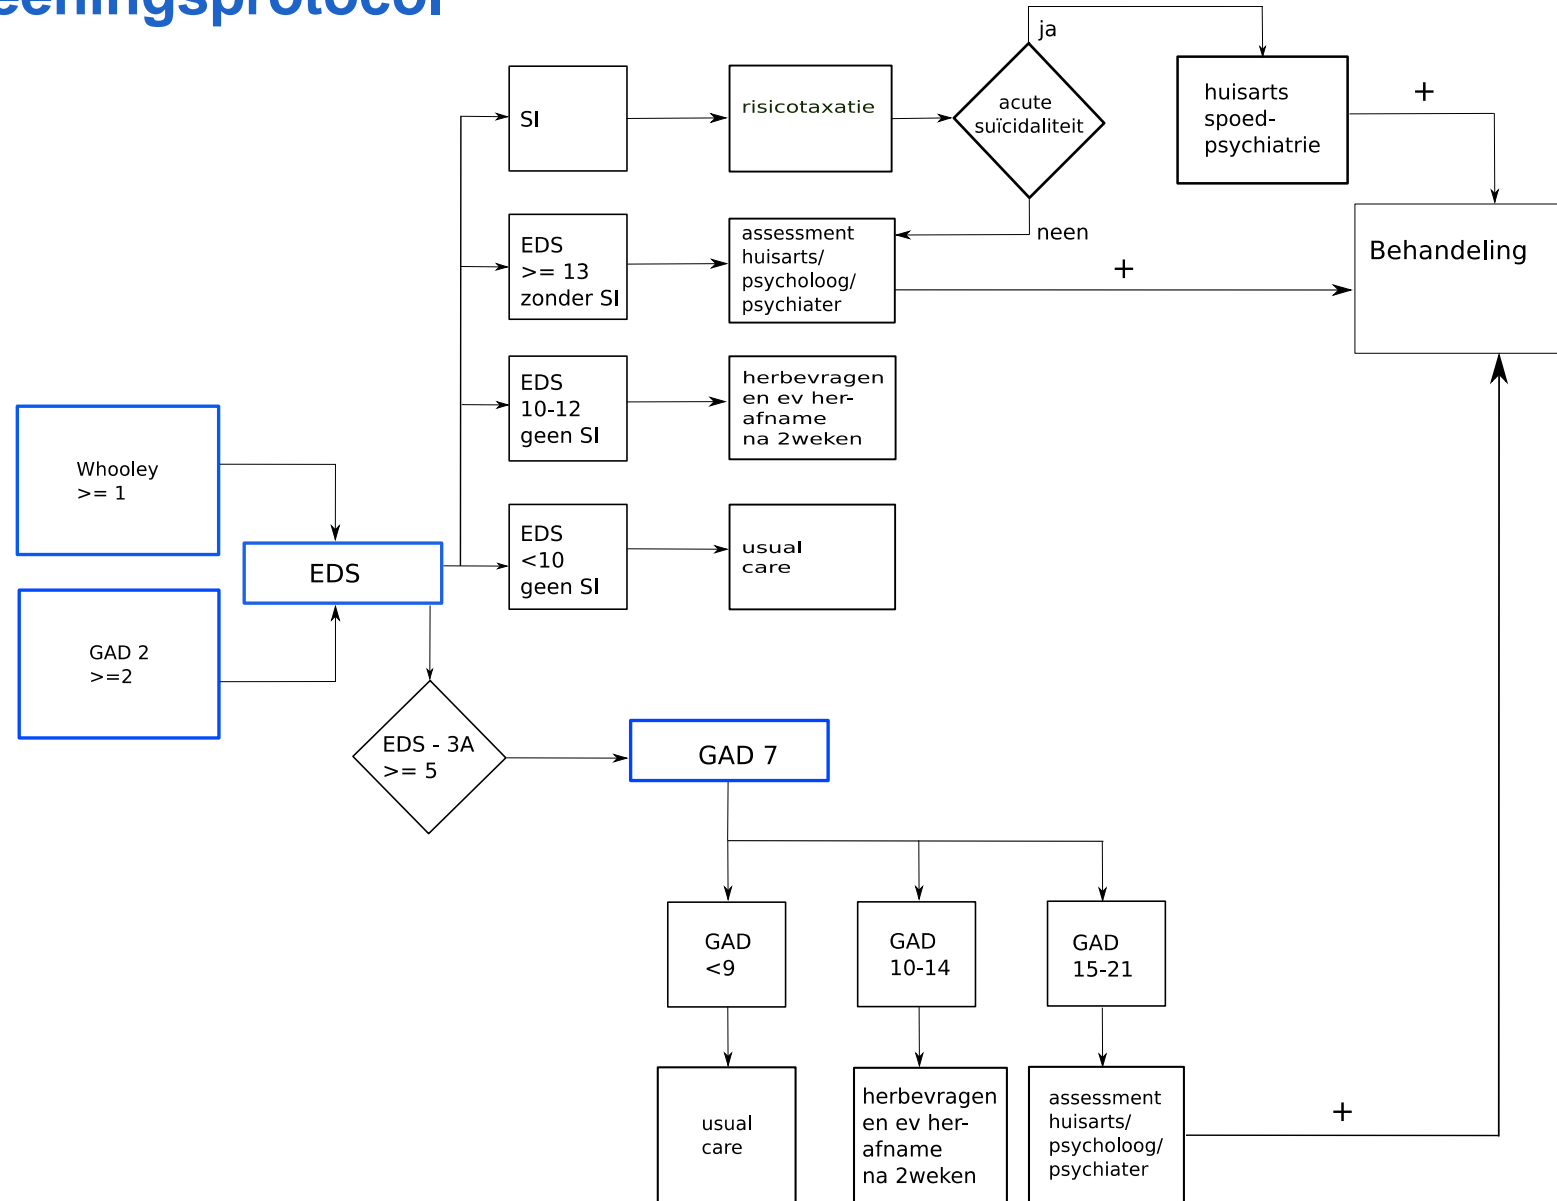 eeningsprotocol
ja
SI
risicotaxatie
acute
suïcidaliteit
huisarts
spoed-
psychiatrie
+
neen
EDS
>= 13
zonder SI
assessment
huisarts/
psycholoog/
psychiater
+
Behandeling
EDS
10-12
geen SI
herbevragen
en ev her-
afname
na 2weken
Whooley
>= 1
EDS
<10
geen SI
usual
care
EDS
GAD 2
>=2
EDS - 3A
>= 5
GAD 7
GAD
<9
GAD
10-14
GAD
15-21
usual
care
herbevragen
en ev her-
afname
na 2weken
assessment
huisarts/
psycholoog/
psychiater
+